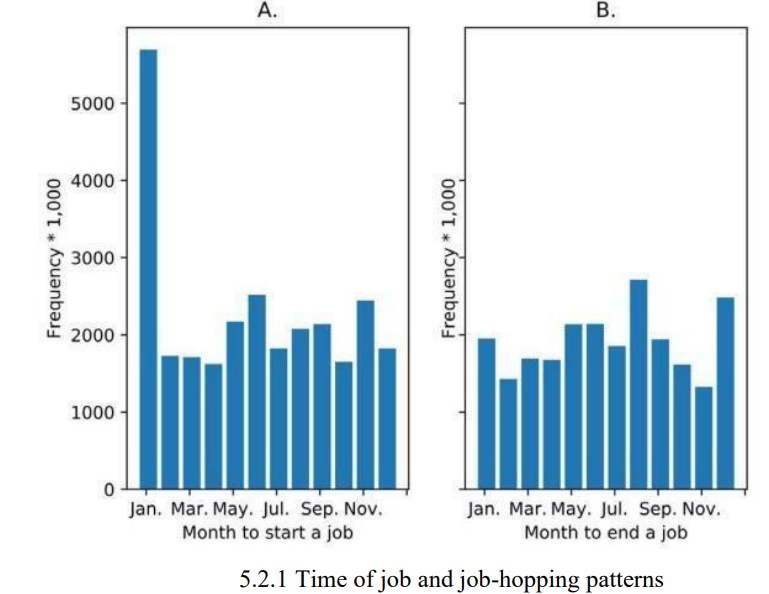 A.
B.
Frequency * 1,000
5000
4000
3000
2000
1000
0
Jan. Mar. May. Jul. Sep. Nov.
Month to start a job
Frequency * 1,000
Jan. Mar. May. Jul. Sep. Nov.
Month to end a job
5.2.1 Time of job and job-hopping patterns